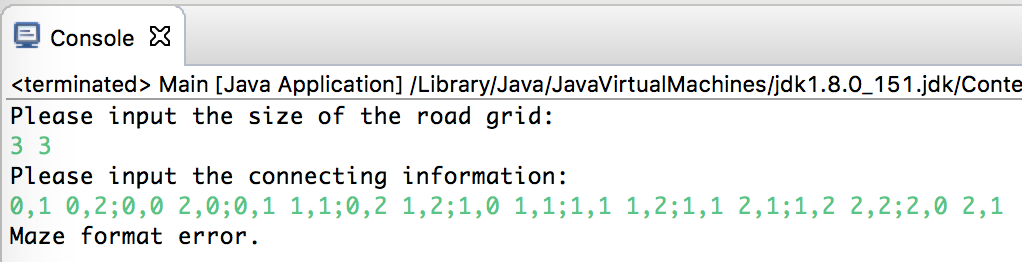 Console
<terminated> Main [Java Application] /Library/Java/JavaVirtualMachines/jdk1.8.0_151.jdk/Conte
Please input the size of the road grid:
3 3
Please input the connecting information:
0,1 0,2;0,0 2,0;0,1 1,1;0,2 1,2;1,0 1,1;1,1 1,2;1,1 2,1;1,2 2,2;2,0 2,1
Maze format error.